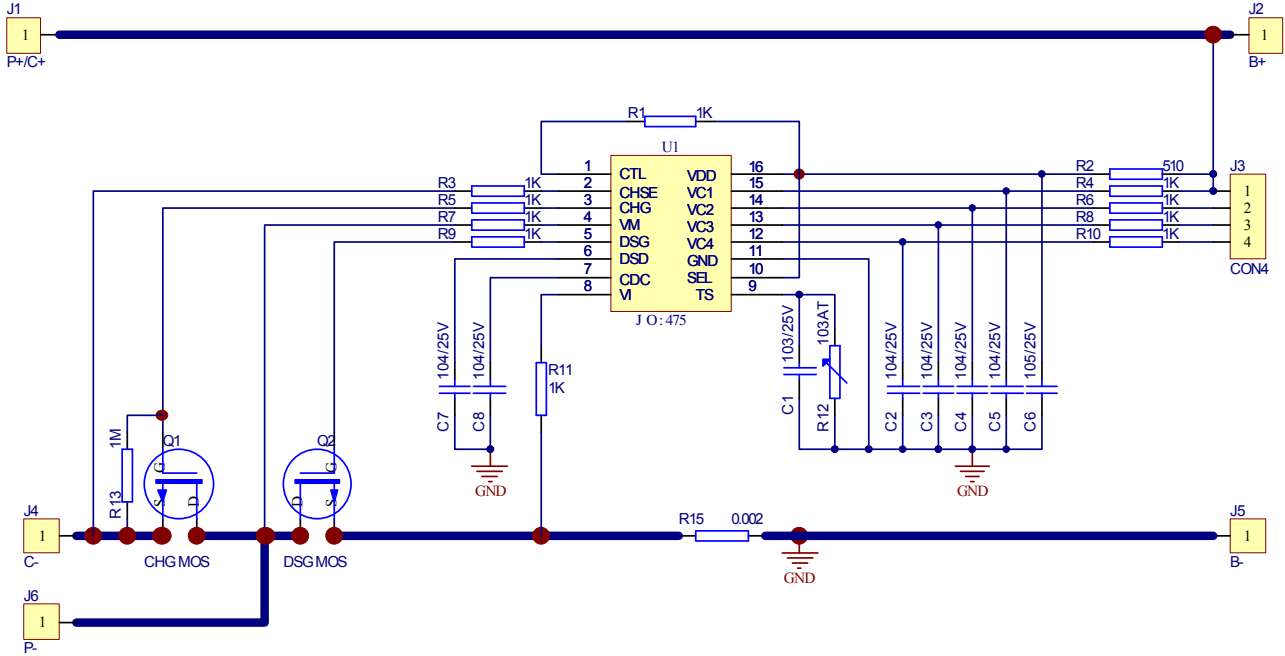 J1
1
P+/C+
J2
1
B+
R1 1K
U1
1 CTL VDD 16
2 CHSE VC1 15
3 CHG VC2 14
4 VM VC3 13
5 DSG VC4 12
6 DSD GND 11
7 CDC SEL 10
8 VI TS 9
J O: 475
R3 1K
R5 1K
R7 1K
R9 1K
R2 510
R4 1K
R6 1K
R8 1K
R10 1K
J3
1
2
3
4
CON4
C7 104/25V
C8 104/25V
GND
R11
1K
C1 103/25V
R12 103AT
C2 104/25V
C3 104/25V
C4 104/25V
C5 104/25V
C6 105/25V
GND
R13 1M
Q1
G
S
D
CHG MOS
Q2
G
D
S
DSG MOS
J4
1
C-
R15 0.002
GND
J5
1
B-
J6
1
P-